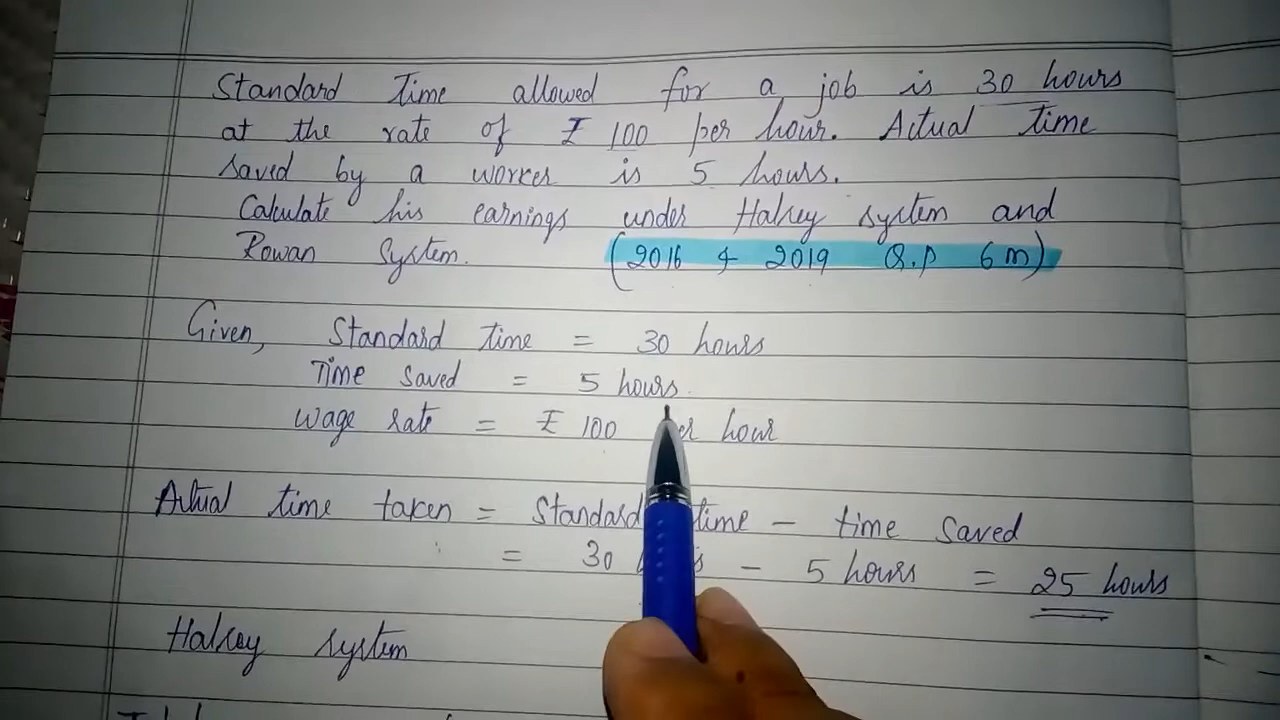 Standard Time allowed for a job is 30 hours
at the rate of ₹ 100 per hour. Actual Time
saved by a worker is 5 hours.
Calculate his earnings under Halsey system and
Rowan System. (2016 & 2019 Q.P 6m)
Given, Standard time = 30 hours
Time saved = 5 hours.
Wage rate = ₹ 100 hour
Actual time taken = Standard time - time saved
= 30 - 5 hours = 25 hours
Halsey system